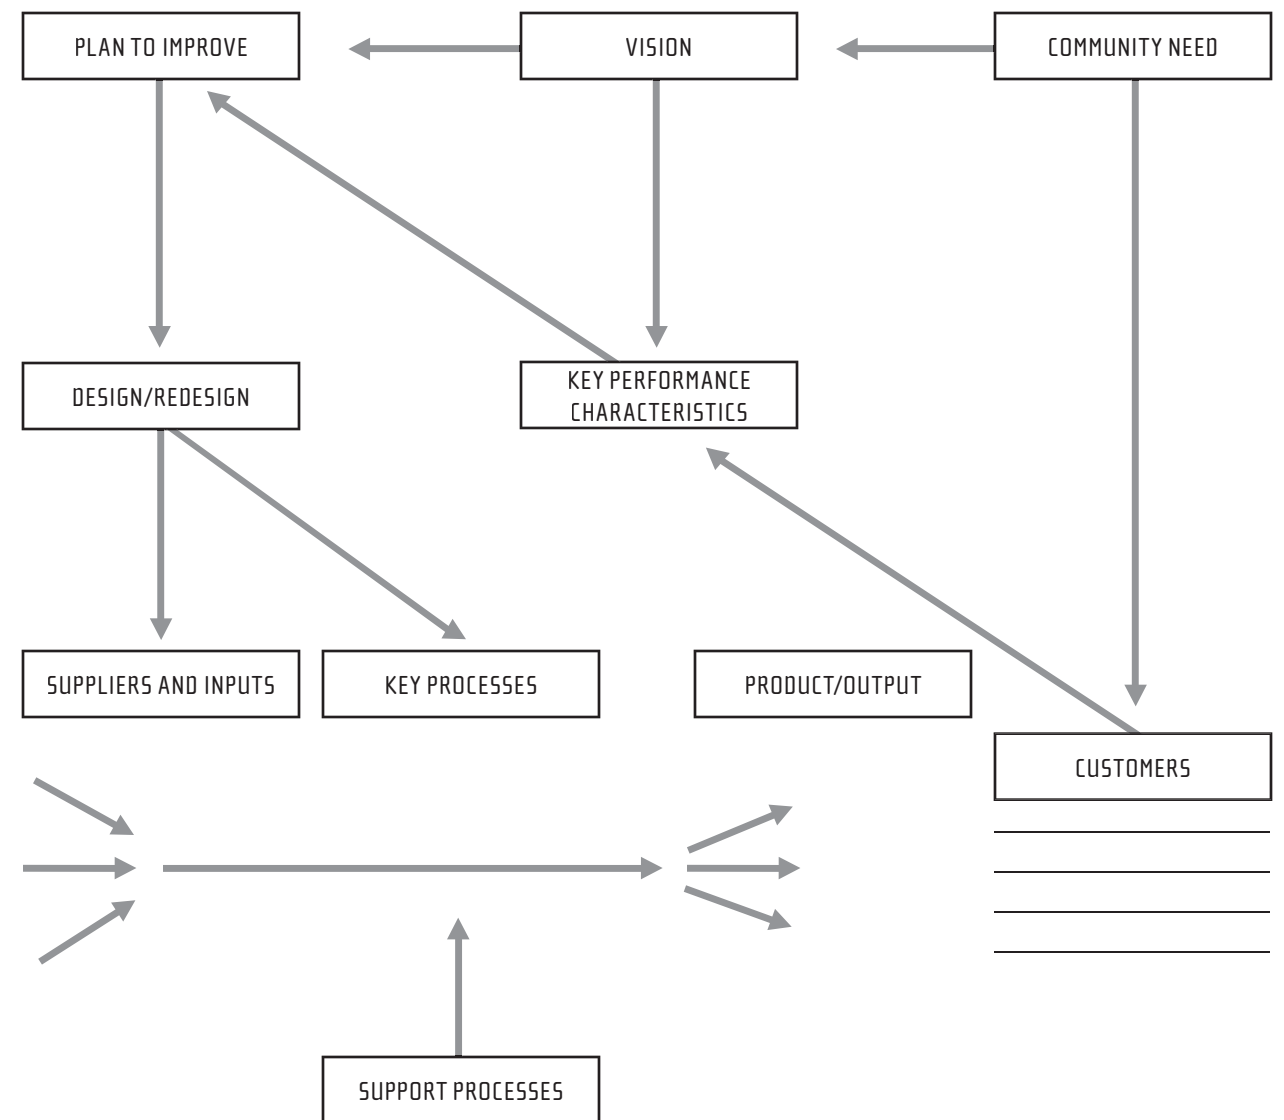 PLAN TO IMPROVE
VISION
COMMUNITY NEED
DESIGN/REDESIGN
KEY PERFORMANCE
CHARACTERISTICS
SUPPLIERS AND INPUTS
KEY PROCESSES
PRODUCT/OUTPUT
CUSTOMERS
SUPPORT PROCESSES